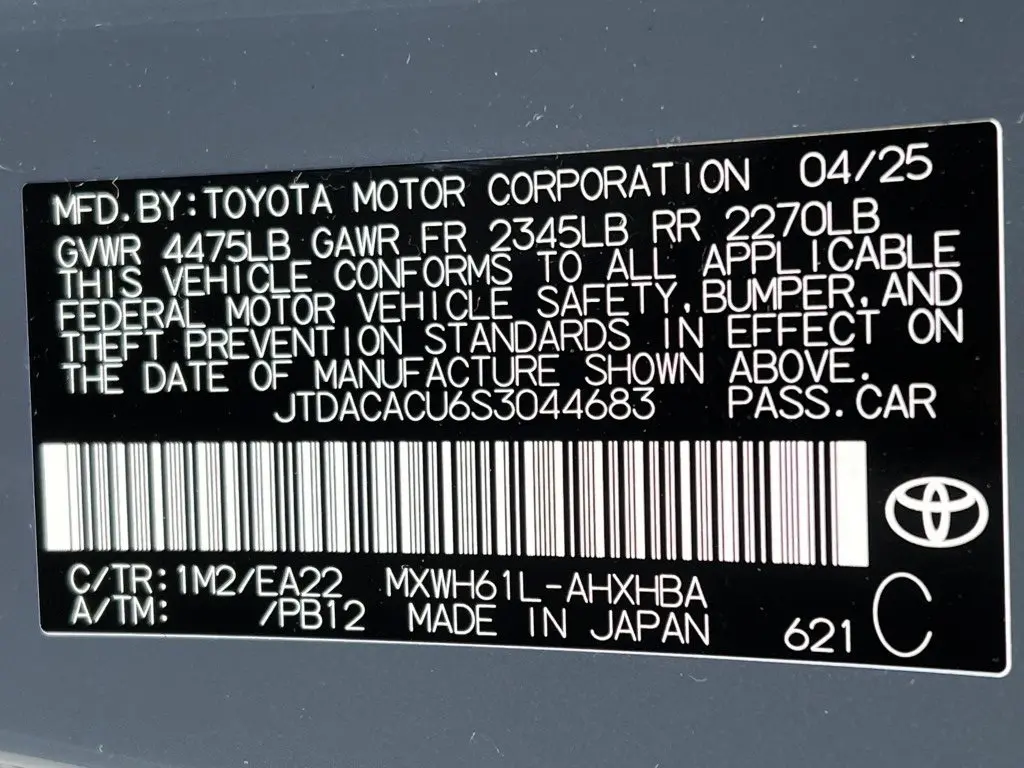 MFD.BY:TOYOTA MOTOR CORPORATION 04/25
GVWR 4475LB GAWR FR 2345LB RR 2270LB
THIS VEHICLE CONFORMS TO ALL APPLICABLE
FEDERAL MOTOR VEHICLE SAFETY,BUMPER,AND
THEFT PREVENTION STANDARDS IN EFFECT ON
THE DATE OF MANUFACTURE SHOWN ABOVE.
JTDACACU6S3044683 PASS.CAR
C/TR:1M2/EA22 MXWH61L-AHXHBA
A/TM: /PB12 MADE IN JAPAN 621 C